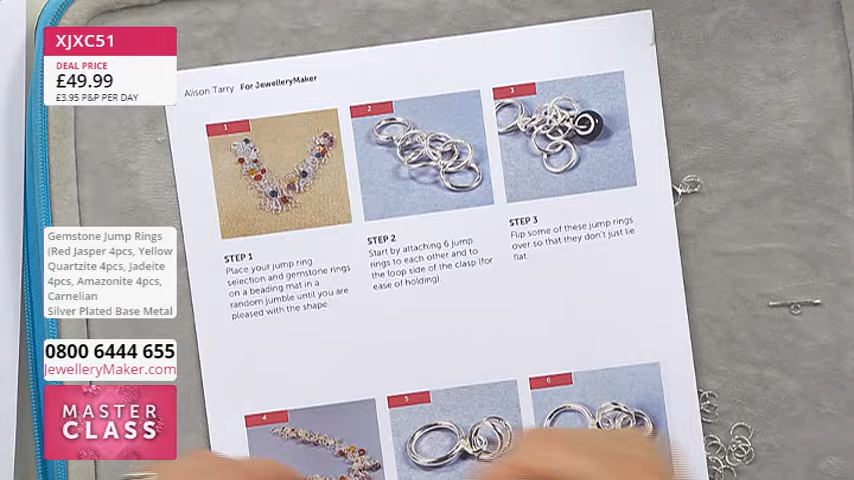 XJXC51
DEAL PRICE
£49.99
£3.95 P&P PER DAY
Gemstone Jump Rings
(Red Jasper 4pcs, Yellow
Quartzite 4pcs, Jadeite
4pcs, Amazonite 4pcs,
Carnelian
Silver Plated Base Metal
0800 6444 655
JewelleryMaker.com
MASTER
CLASS
Alison Tarry For JewelleryMaker
1
STEP 1
Place your jump ring
selection and gemstone rings
on a beading mat in a
random jumble until you are
pleased with the shape.
2
STEP 2
Start by attaching 6 jump
rings to each other and to
the loop side of the clasp (for
ease of holding).
3
STEP 3
Flip some of these jump rings
over so that they don't just lie
flat.
4
5
6